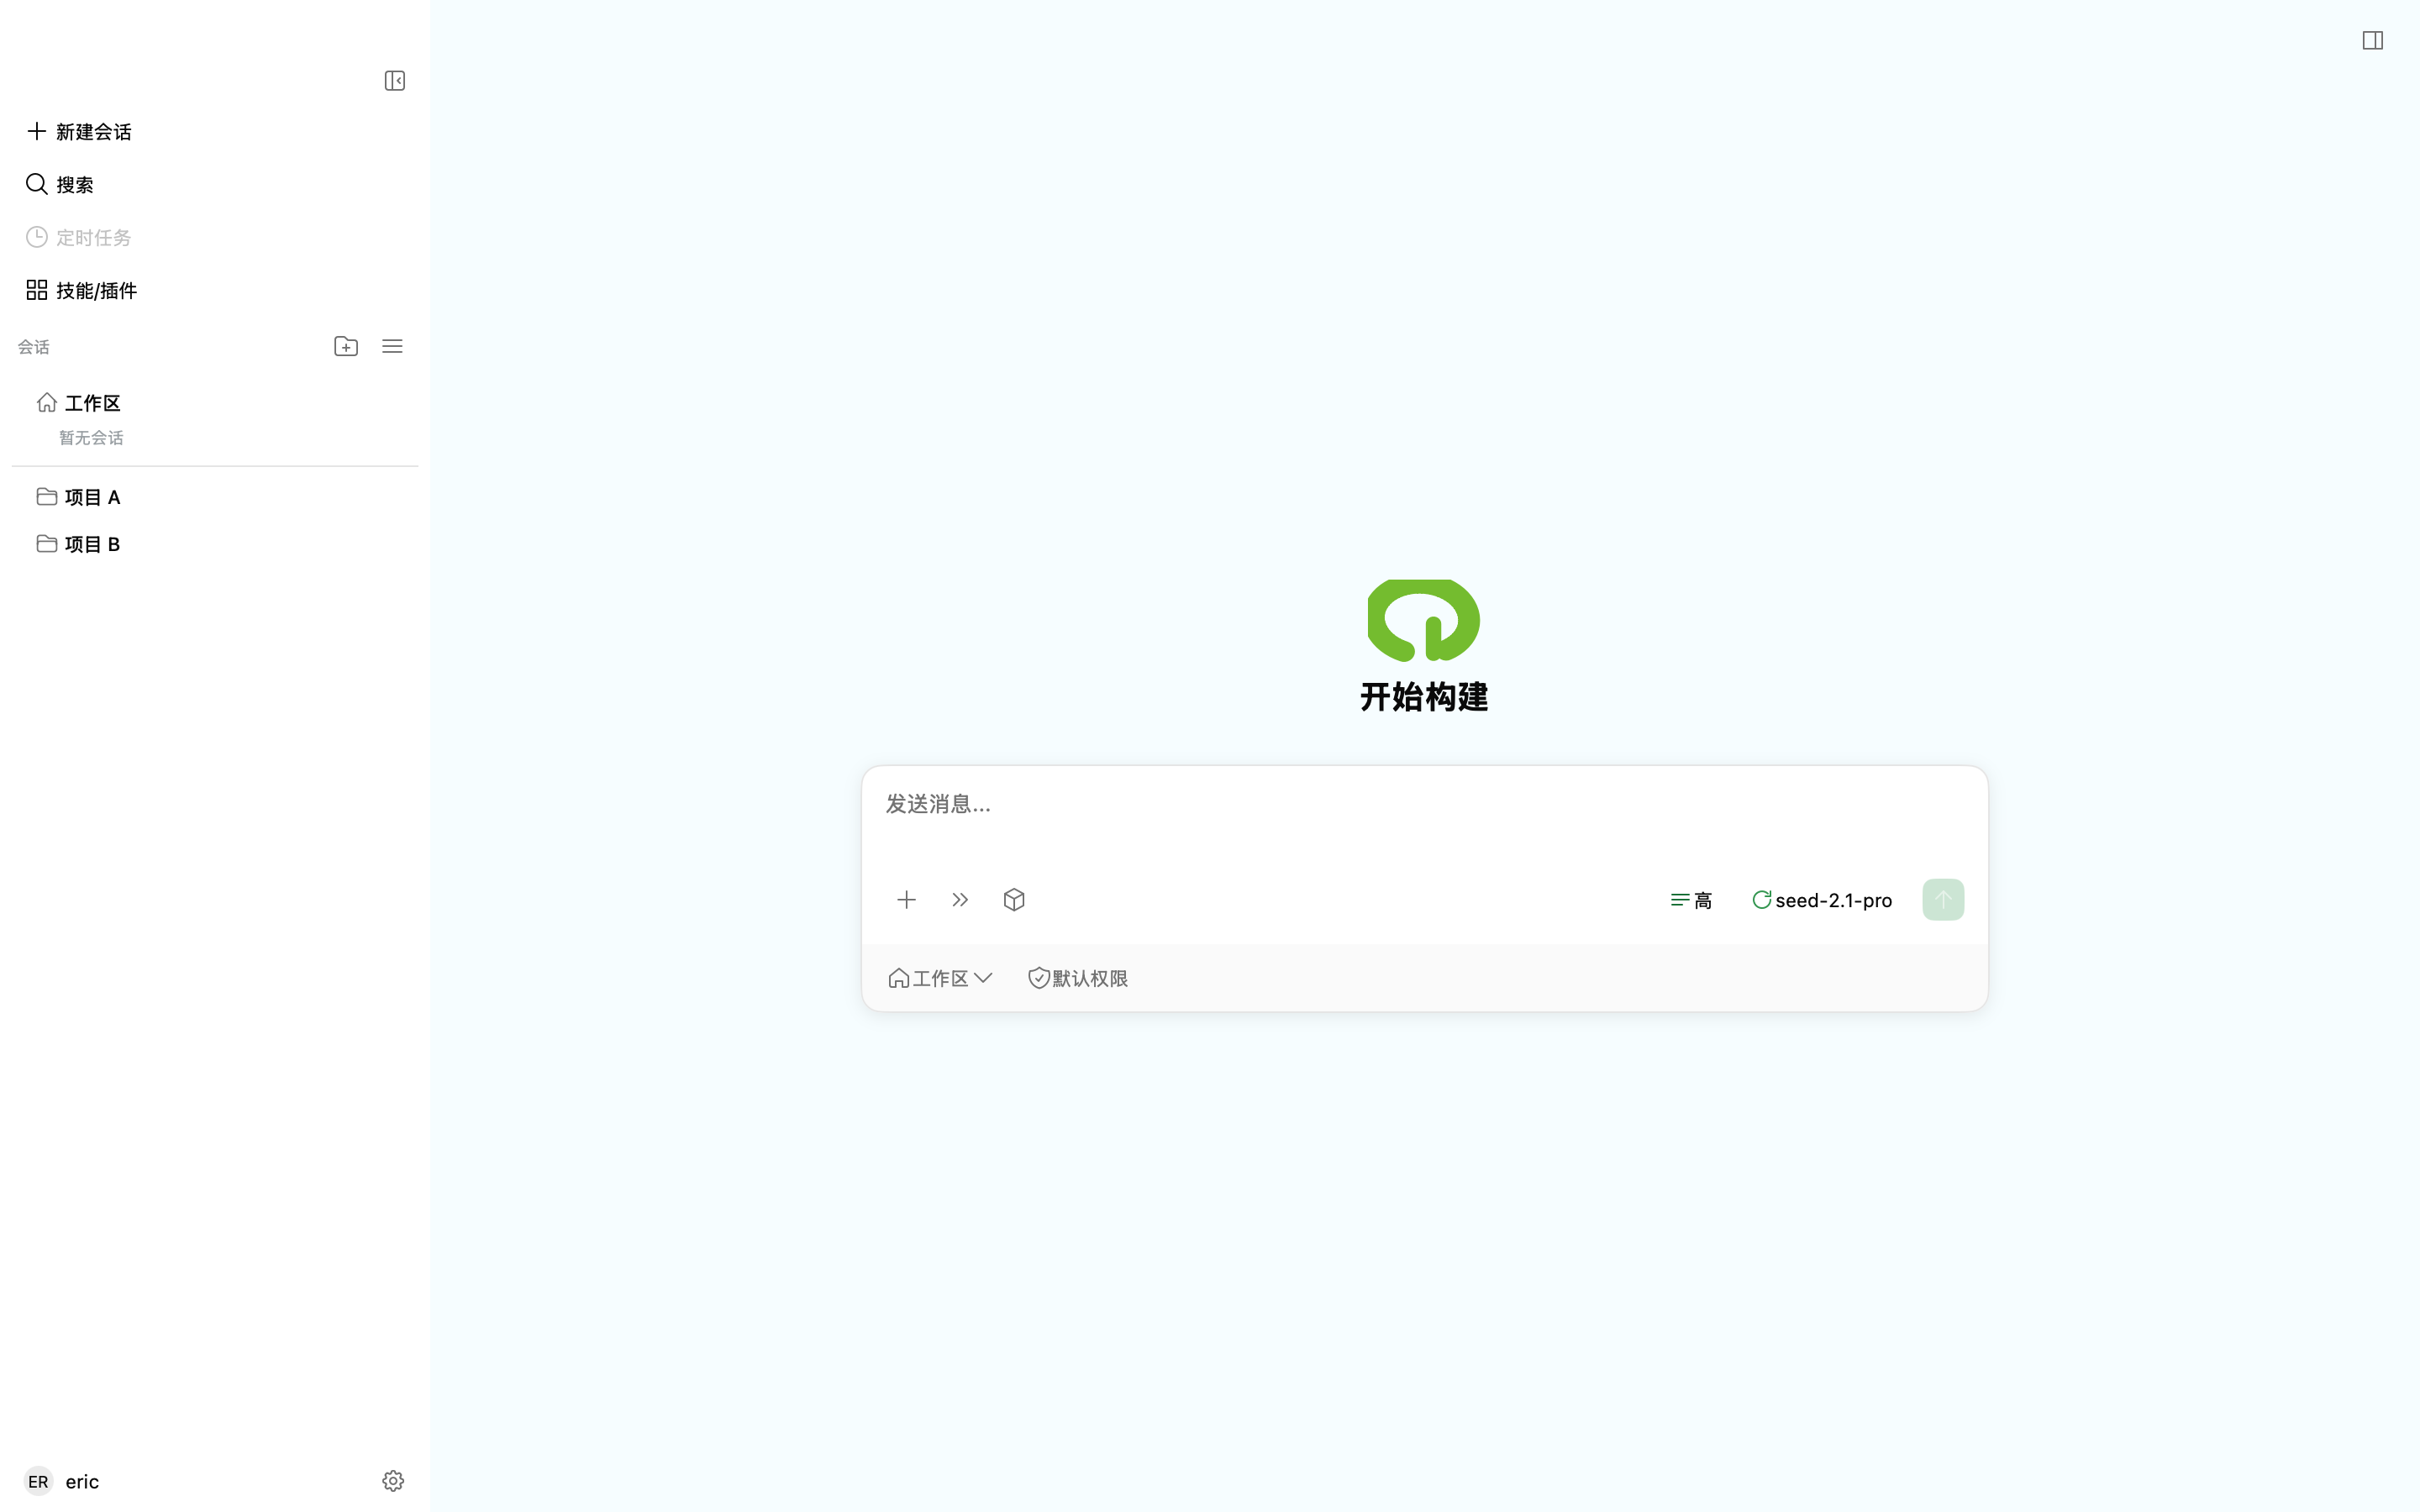 新建会话
搜索
定时任务
技能/插件
会话
工作区
暂无会话
项目 A
项目 B
开始构建
发送消息...
高 seed-2.1-pro
工作区 默认权限
ER eric